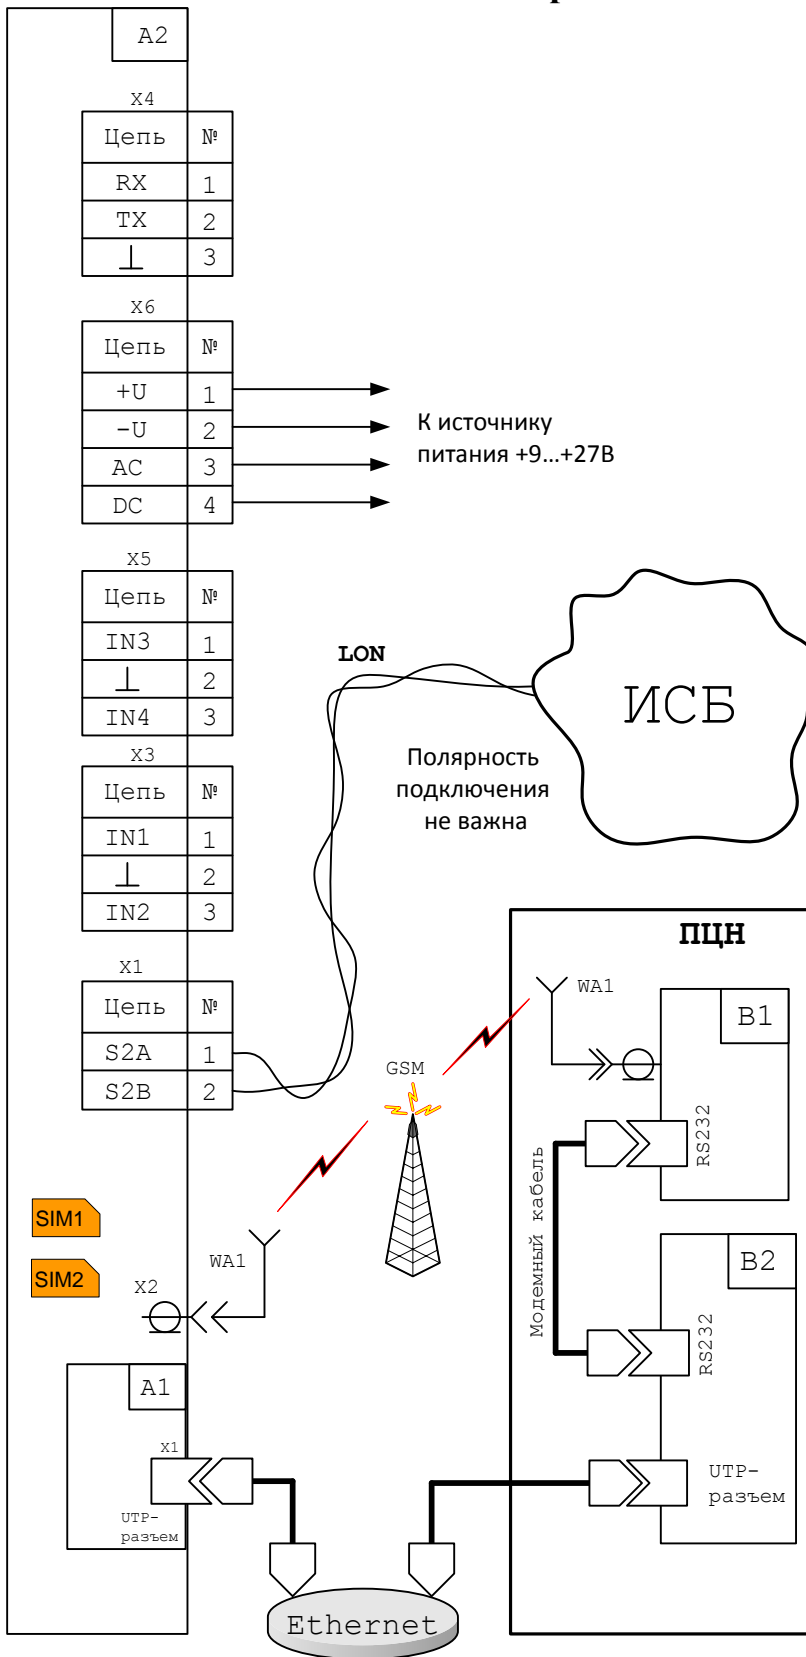 A2
X4
Цепь №
RX 1
TX 2
⊥ 3
X6
Цепь №
+U 1
-U 2
AC 3
DC 4
К источнику
питания +9...+27В
X5
Цепь №
IN3 1
⊥ 2
IN4 3
LON
ИСБ
Полярность
подключения
не важна
X3
Цепь №
IN1 1
⊥ 2
IN2 3
X1
Цепь №
S2A 1
S2B 2
GSM
ПЦН
WA1
B1
RS232
Модемный кабель
B2
RS232
UTP-
разъем
SIM1
SIM2
X2
WA1
A1
X1
UTP-
разъем
Ethernet